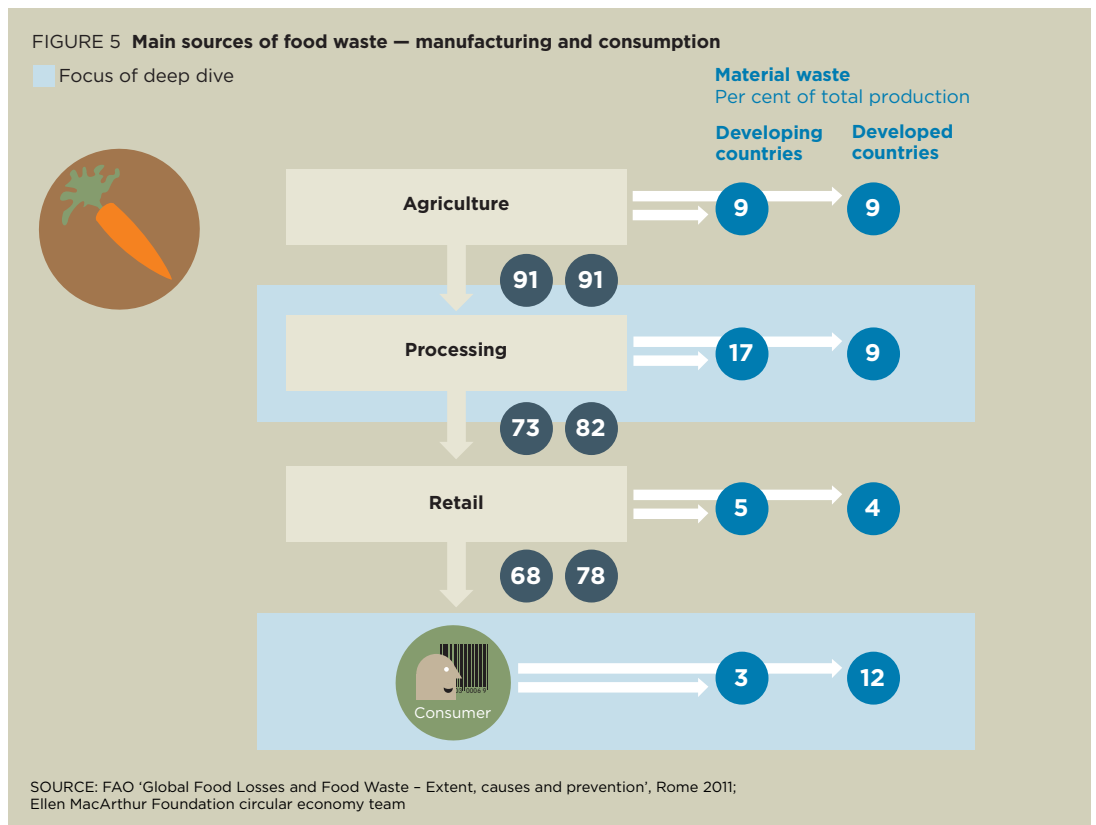 FIGURE 5 Main sources of food waste — manufacturing and consumption
Focus of deep dive
Material waste
Per cent of total production
Developing countries
Developed countries
Agriculture
9
9
91
91
Processing
17
9
73
82
Retail
5
4
68
78
Consumer
3
12
SOURCE: FAO ‘Global Food Losses and Food Waste – Extent, causes and prevention’, Rome 2011;
Ellen MacArthur Foundation circular economy team